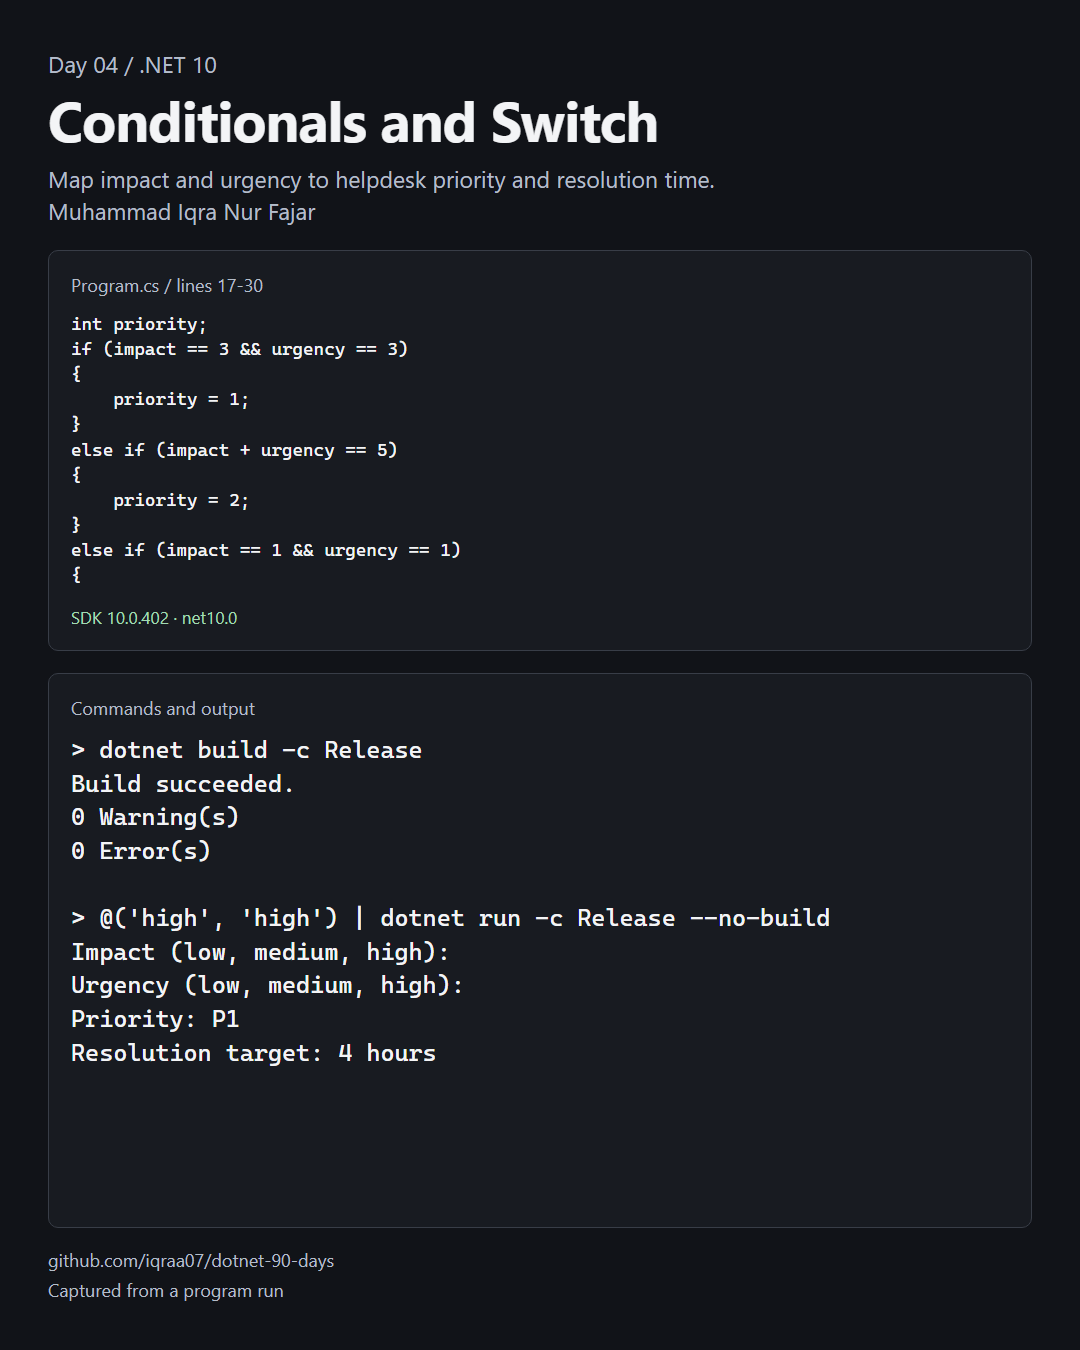 Day 04 / .NET 10
Conditionals and Switch
Map impact and urgency to helpdesk priority and resolution time.
Muhammad Iqra Nur Fajar
Program.cs / lines 17-30
int priority;
if (impact == 3 && urgency == 3)
{
    priority = 1;
}
else if (impact + urgency == 5)
{
    priority = 2;
}
else if (impact == 1 && urgency == 1)
{
SDK 10.0.402 · net10.0
Commands and output
> dotnet build -c Release
Build succeeded.
0 Warning(s)
0 Error(s)
> @('high', 'high') | dotnet run -c Release --no-build
Impact (low, medium, high):
Urgency (low, medium, high):
Priority: P1
Resolution target: 4 hours
github.com/iqraa07/dotnet-90-days
Captured from a program run